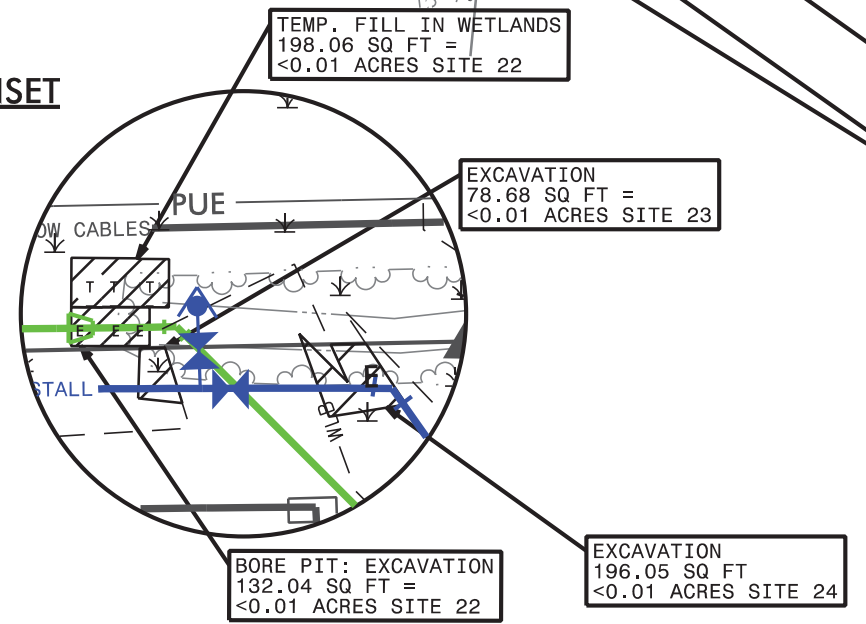 TEMP. FILL IN WETLANDS
198.06 SQ FT =
<0.01 ACRES SITE 22
EXCAVATION
78.68 SQ FT =
<0.01 ACRES SITE 23
PUE
OW CABLES
T T T
E E E
E
STALL
WLB
BORE PIT: EXCAVATION
132.04 SQ FT =
<0.01 ACRES SITE 22
EXCAVATION
196.05 SQ FT
<0.01 ACRES SITE 24